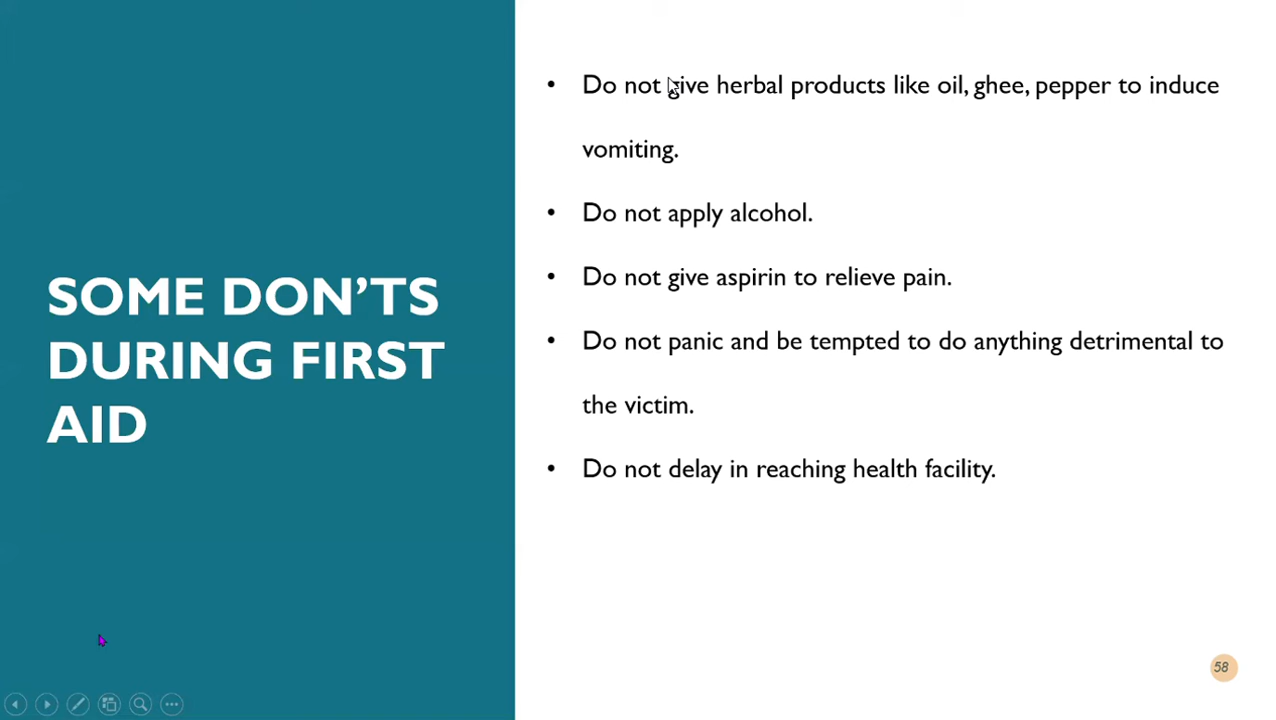 SOME DON'TS
DURING FIRST
AID
• Do not give herbal products like oil, ghee, pepper to induce
vomiting.
• Do not apply alcohol.
• Do not give aspirin to relieve pain.
• Do not panic and be tempted to do anything detrimental to
the victim.
• Do not delay in reaching health facility.
58